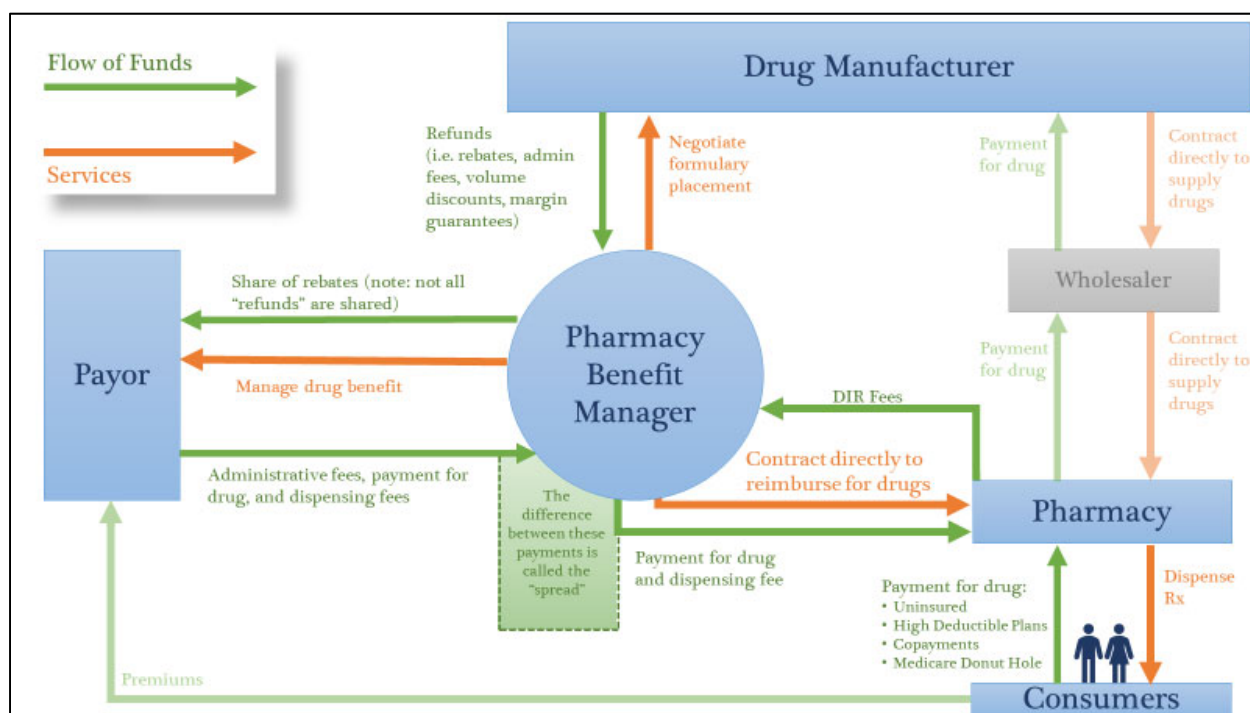 Flow of Funds
Services
Drug Manufacturer
Refunds
(i.e. rebates, admin
fees, volume
discounts, margin
guarantees)
Negotiate
formulary
placement
Payment
for drug
Contract
directly to
supply
drugs
Wholesaler
Share of rebates (note: not all
“refunds” are shared)
Payor
Manage drug benefit
Pharmacy
Benefit
Manager
Payment
for drug
Contract
directly to
supply
drugs
DIR Fees
Administrative fees, payment for
drug, and dispensing fees
Contract directly to
reimburse for drugs
The
difference
between these
payments is
called the
“spread”
Pharmacy
Payment for drug
and dispensing fee
Payment for drug:
• Uninsured
• High Deductible Plans
• Copayments
• Medicare Donut Hole
Dispense
Rx
Premiums
Consumers